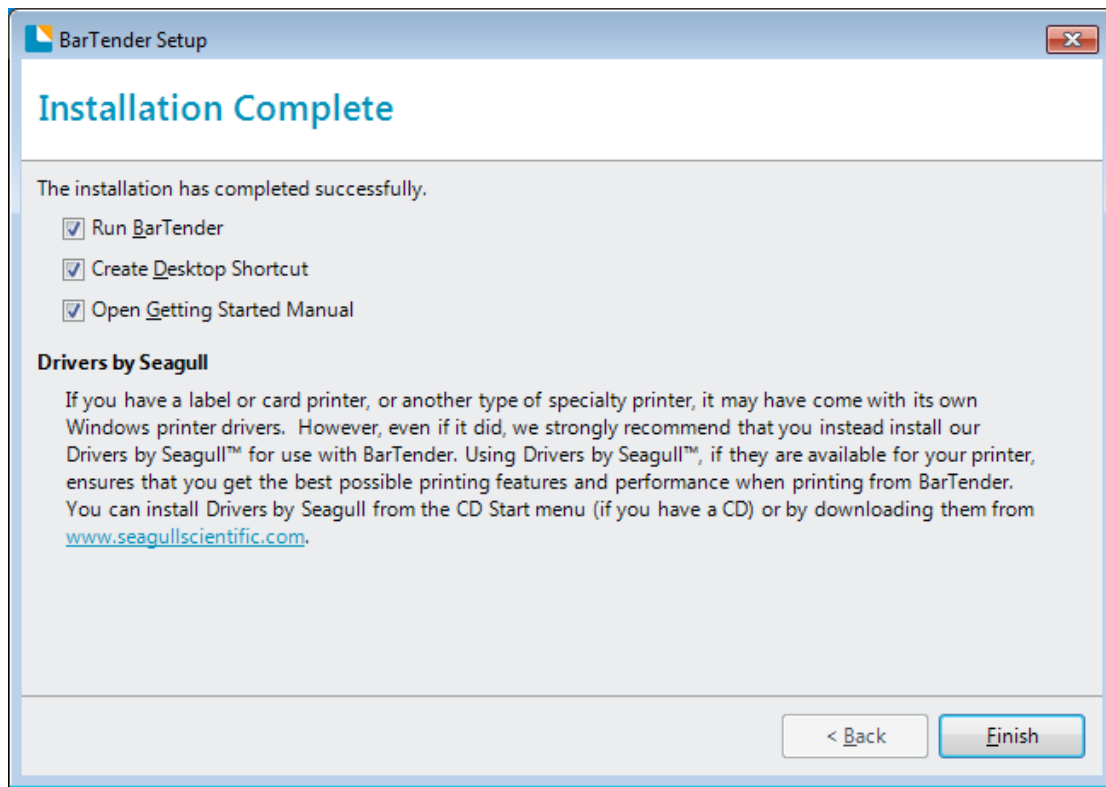 BarTender Setup
Installation Complete
The installation has completed successfully.
Run BarTender
Create Desktop Shortcut
Open Getting Started Manual
Drivers by Seagull
If you have a label or card printer, or another type of specialty printer, it may have come with its own
Windows printer drivers.  However, even if it did, we strongly recommend that you instead install our
Drivers by Seagull™ for use with BarTender. Using Drivers by Seagull™, if they are available for your printer,
ensures that you get the best possible printing features and performance when printing from BarTender.
You can install Drivers by Seagull from the CD Start menu (if you have a CD) or by downloading them from
www.seagullscientific.com.
< Back
Finish